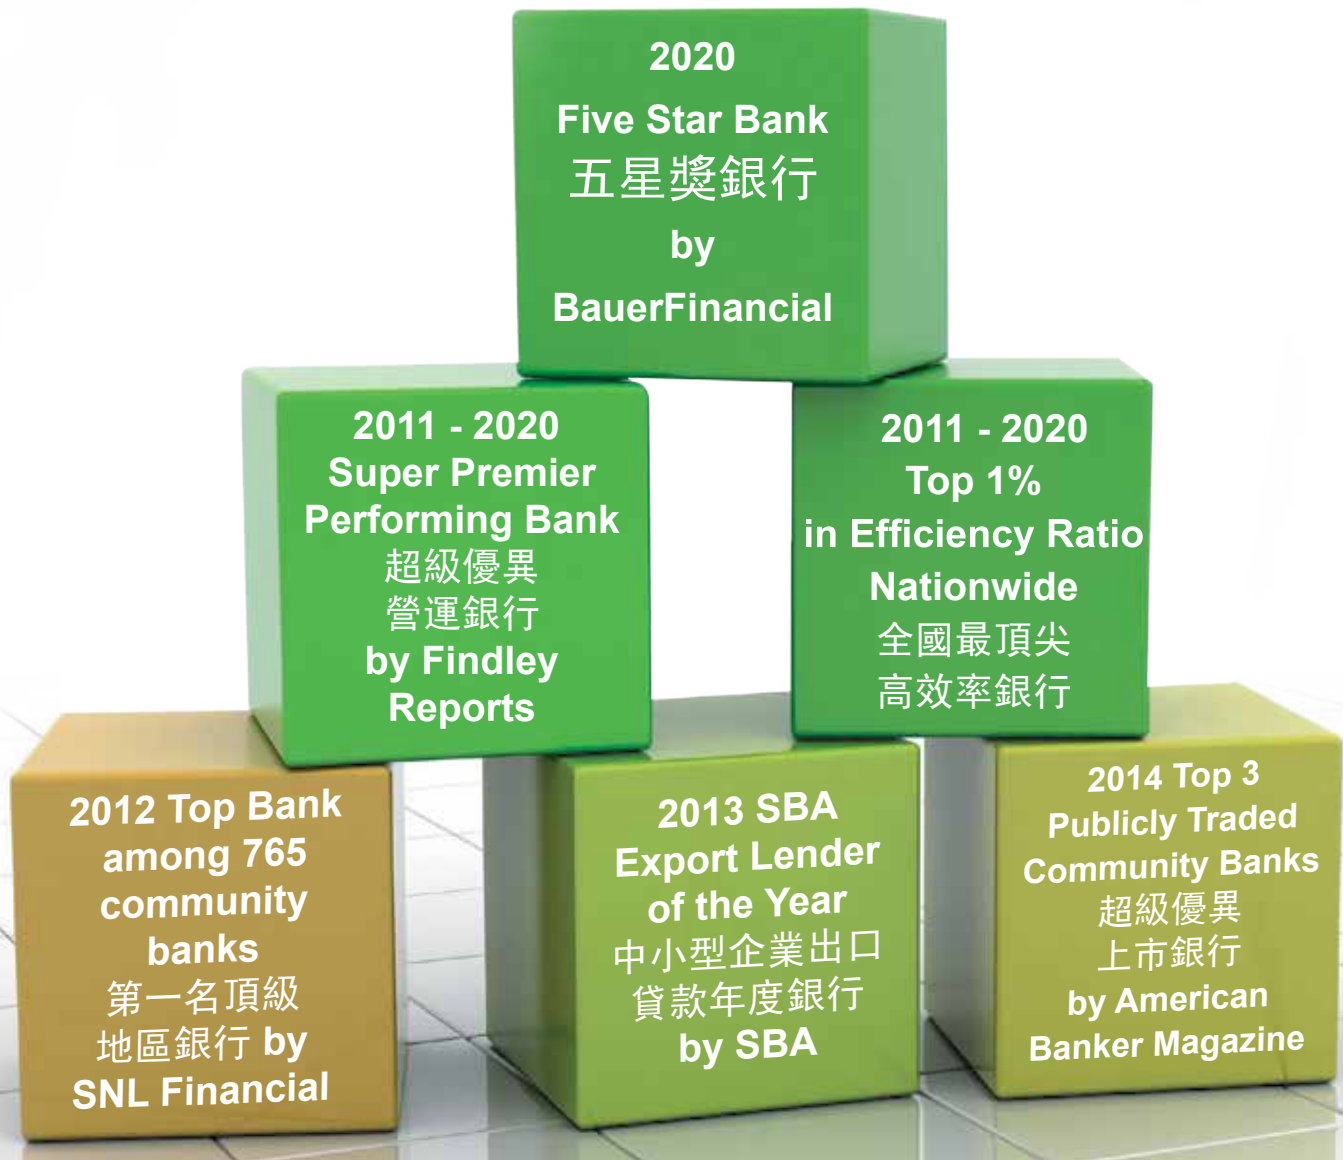 2020
Five Star Bank
五星獎銀行
by
BauerFinancial
2011 - 2020
Super Premier
Performing Bank
超級優異
營運銀行
by Findley
Reports
2011 - 2020
Top 1%
in Efficiency Ratio
Nationwide
全國最頂尖
高效率銀行
2012 Top Bank
among 765
community
banks
第一名頂級
地區銀行 by
SNL Financial
2013 SBA
Export Lender
of the Year
中小型企業出口
貸款年度銀行
by SBA
2014 Top 3
Publicly Traded
Community Banks
超級優異
上市銀行
by American
Banker Magazine